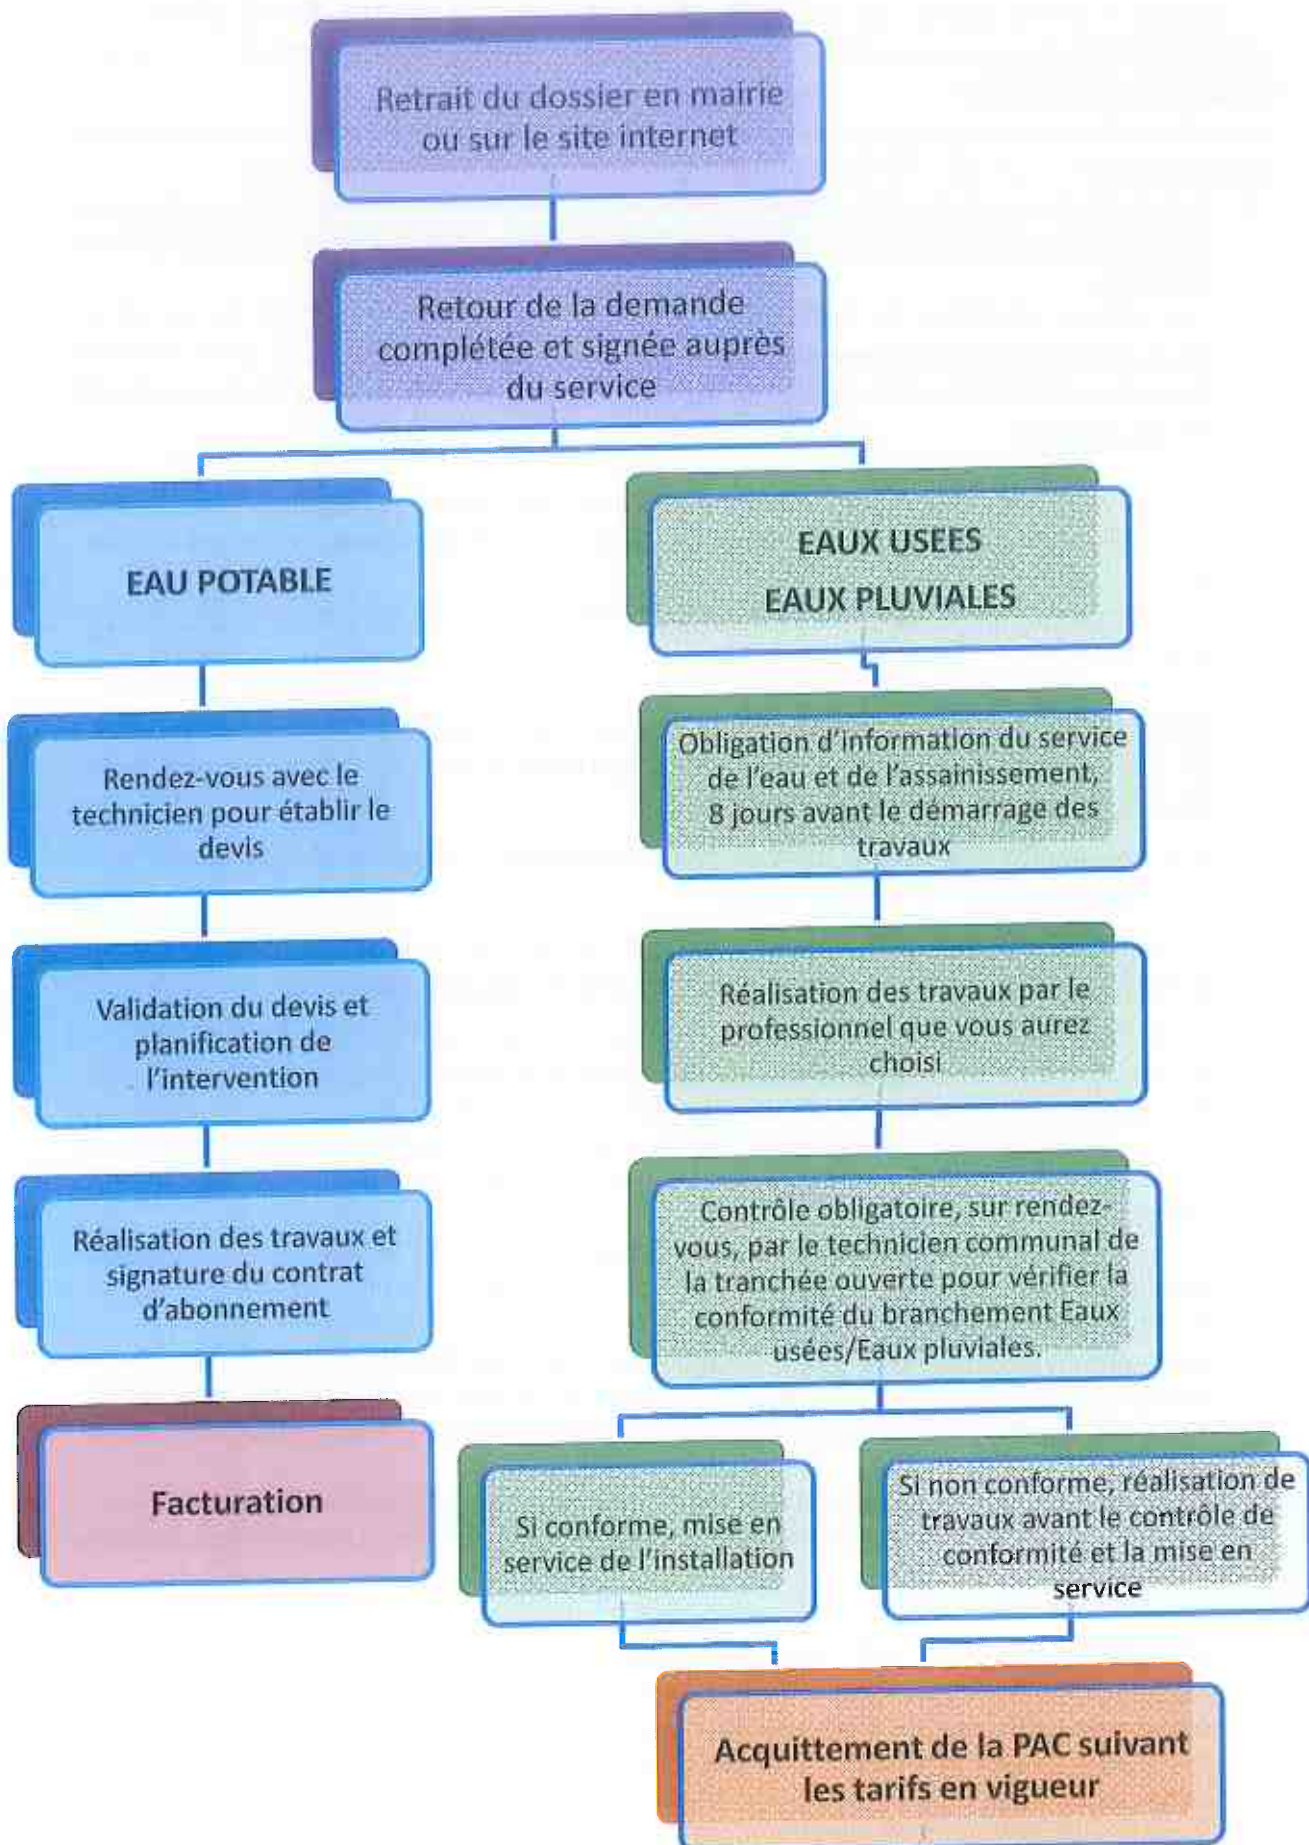 Retrait du dossier en mairie
ou sur le site internet
Retour de la demande
complétée et signée auprès
du service
EAU POTABLE
Rendez-vous avec le
technicien pour établir le
devis
Validation du devis et
planification de
l'intervention
Réalisation des travaux et
signature du contrat
d'abonnement
Facturation
EAUX USEES
EAUX PLUVIALES
Obligation d'information du service
de l'eau et de l'assainissement,
8 jours avant le démarrage des
travaux
Réalisation des travaux par le
professionnel que vous aurez
choisi
Contrôle obligatoire, sur rendez-
vous, par le technicien communal de
la tranchée ouverte pour vérifier la
conformité du branchement Eaux
usées/Eaux pluviales.
Si conforme, mise en
service de l'installation
Si non conforme, réalisation de
travaux avant le contrôle de
conformité et la mise en
service
Acquittement de la PAC suivant
les tarifs en vigueur